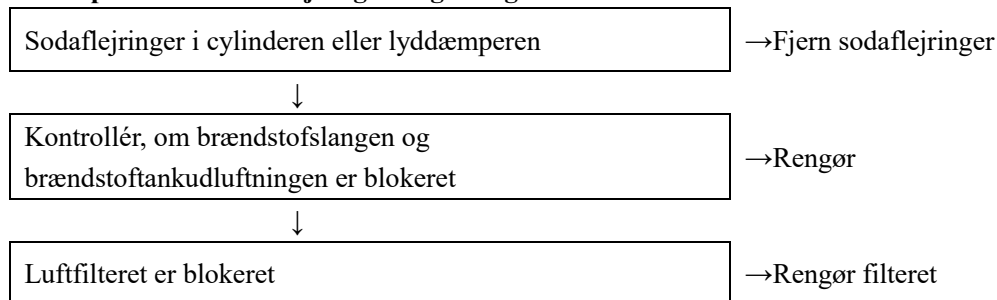 Sodaflejringer i cylinderen eller lyddæmperen →Fjern sodaflejringer
↓
Kontrollér, om brændstofslangen og
brændstoftankudluftningen er blokeret →Rengør
↓
Luftfilteret er blokeret →Rengør filteret